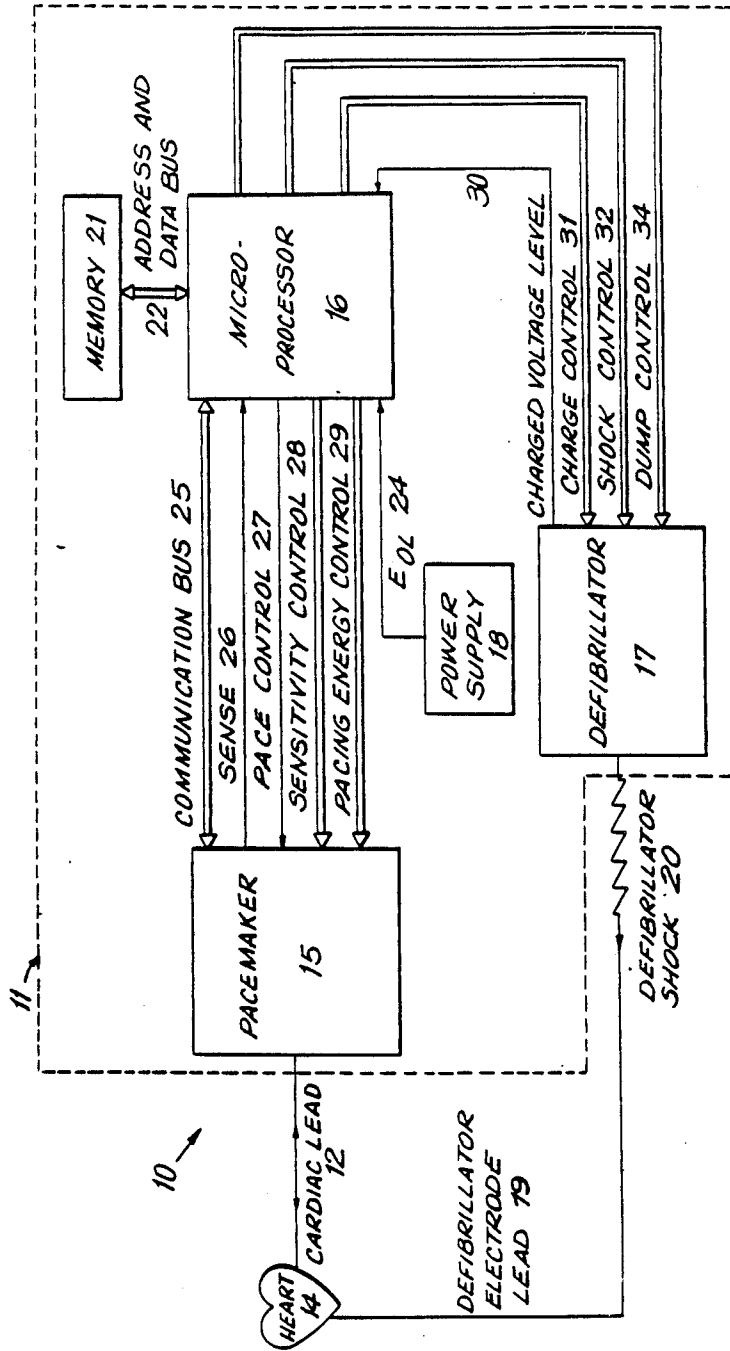 11
10
MEMORY 21
22
ADDRESS AND
DATA BUS
MICRO-
PROCESSOR
16
COMMUNICATION BUS 25
SENSE 26
PACE CONTROL 27
SENSITIVITY CONTROL 28
PACING ENERGY CONTROL 29
PACEMAKER
15
CARDIAC LEAD
12
HEART
14
EOL 24
POWER
SUPPLY
18
30
CHARGED VOLTAGE LEVEL
CHARGE CONTROL 31
SHOCK CONTROL 32
DUMP CONTROL 34
DEFIBRILLATOR
17
DEFIBRILLATOR
SHOCK 20
DEFIBRILLATOR
ELECTRODE
LEAD 19